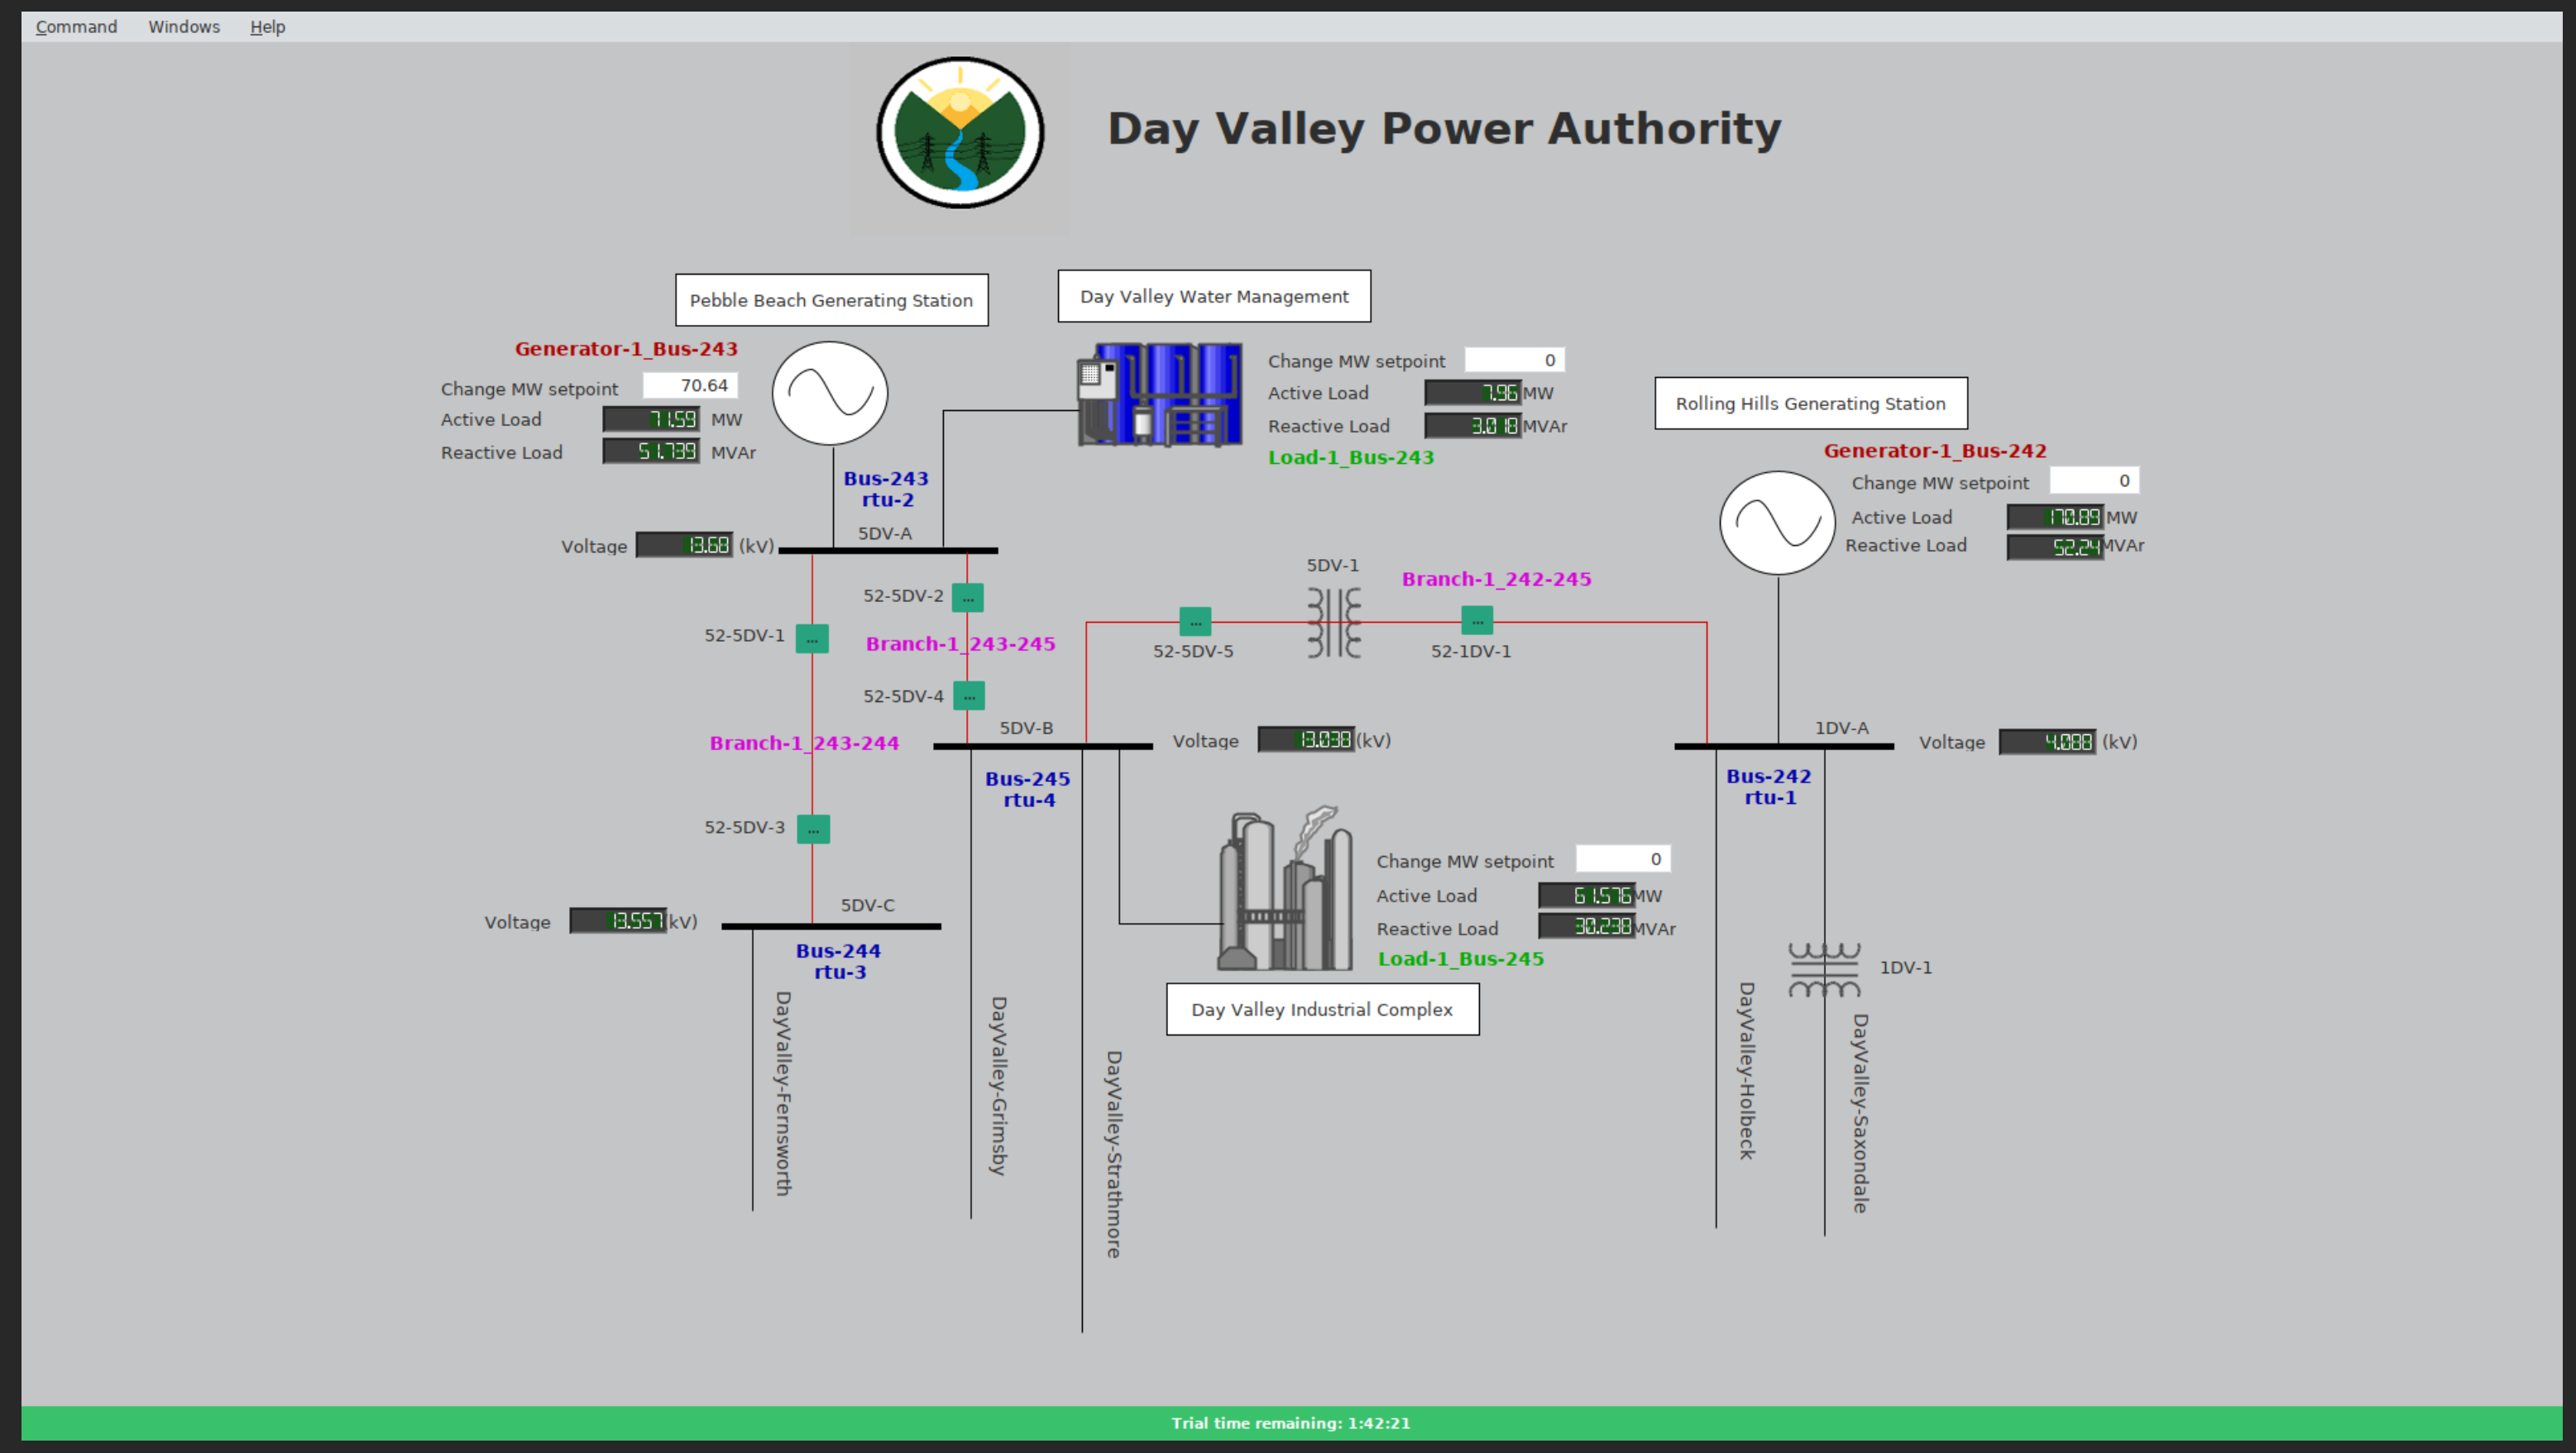 Command Windows Help
Day Valley Power Authority
Pebble Beach Generating Station
Day Valley Water Management
Generator-1_Bus-243
Change MW setpoint 70.64
Active Load 71.59 MW
Reactive Load 51.739 MVAr
Change MW setpoint 0
Active Load 7.96 MW
Reactive Load 3.018 MVAr
Load-1_Bus-243
Rolling Hills Generating Station
Generator-1_Bus-242
Change MW setpoint 0
Active Load 170.89 MW
Reactive Load 52.24 MVAr
Bus-243
rtu-2
5DV-A
Voltage 13.68 (kV)
52-5DV-2
52-5DV-1
Branch-1_243-245
52-5DV-4
5DV-1
Branch-1_242-245
52-5DV-5
52-1DV-1
Branch-1_243-244
5DV-B
Voltage 13.038 (kV)
1DV-A
Voltage 4.088 (kV)
Bus-245
rtu-4
Bus-242
rtu-1
52-5DV-3
Change MW setpoint 0
Active Load 61.576 MW
Reactive Load 30.238 MVAr
Load-1_Bus-245
5DV-C
Voltage 13.557 (kV)
Bus-244
rtu-3
1DV-1
Day Valley Industrial Complex
DayValley-Fernsworth
DayValley-Grimsby
DayValley-Strathmore
DayValley-Holbeck
DayValley-Saxondale
Trial time remaining: 1:42:21